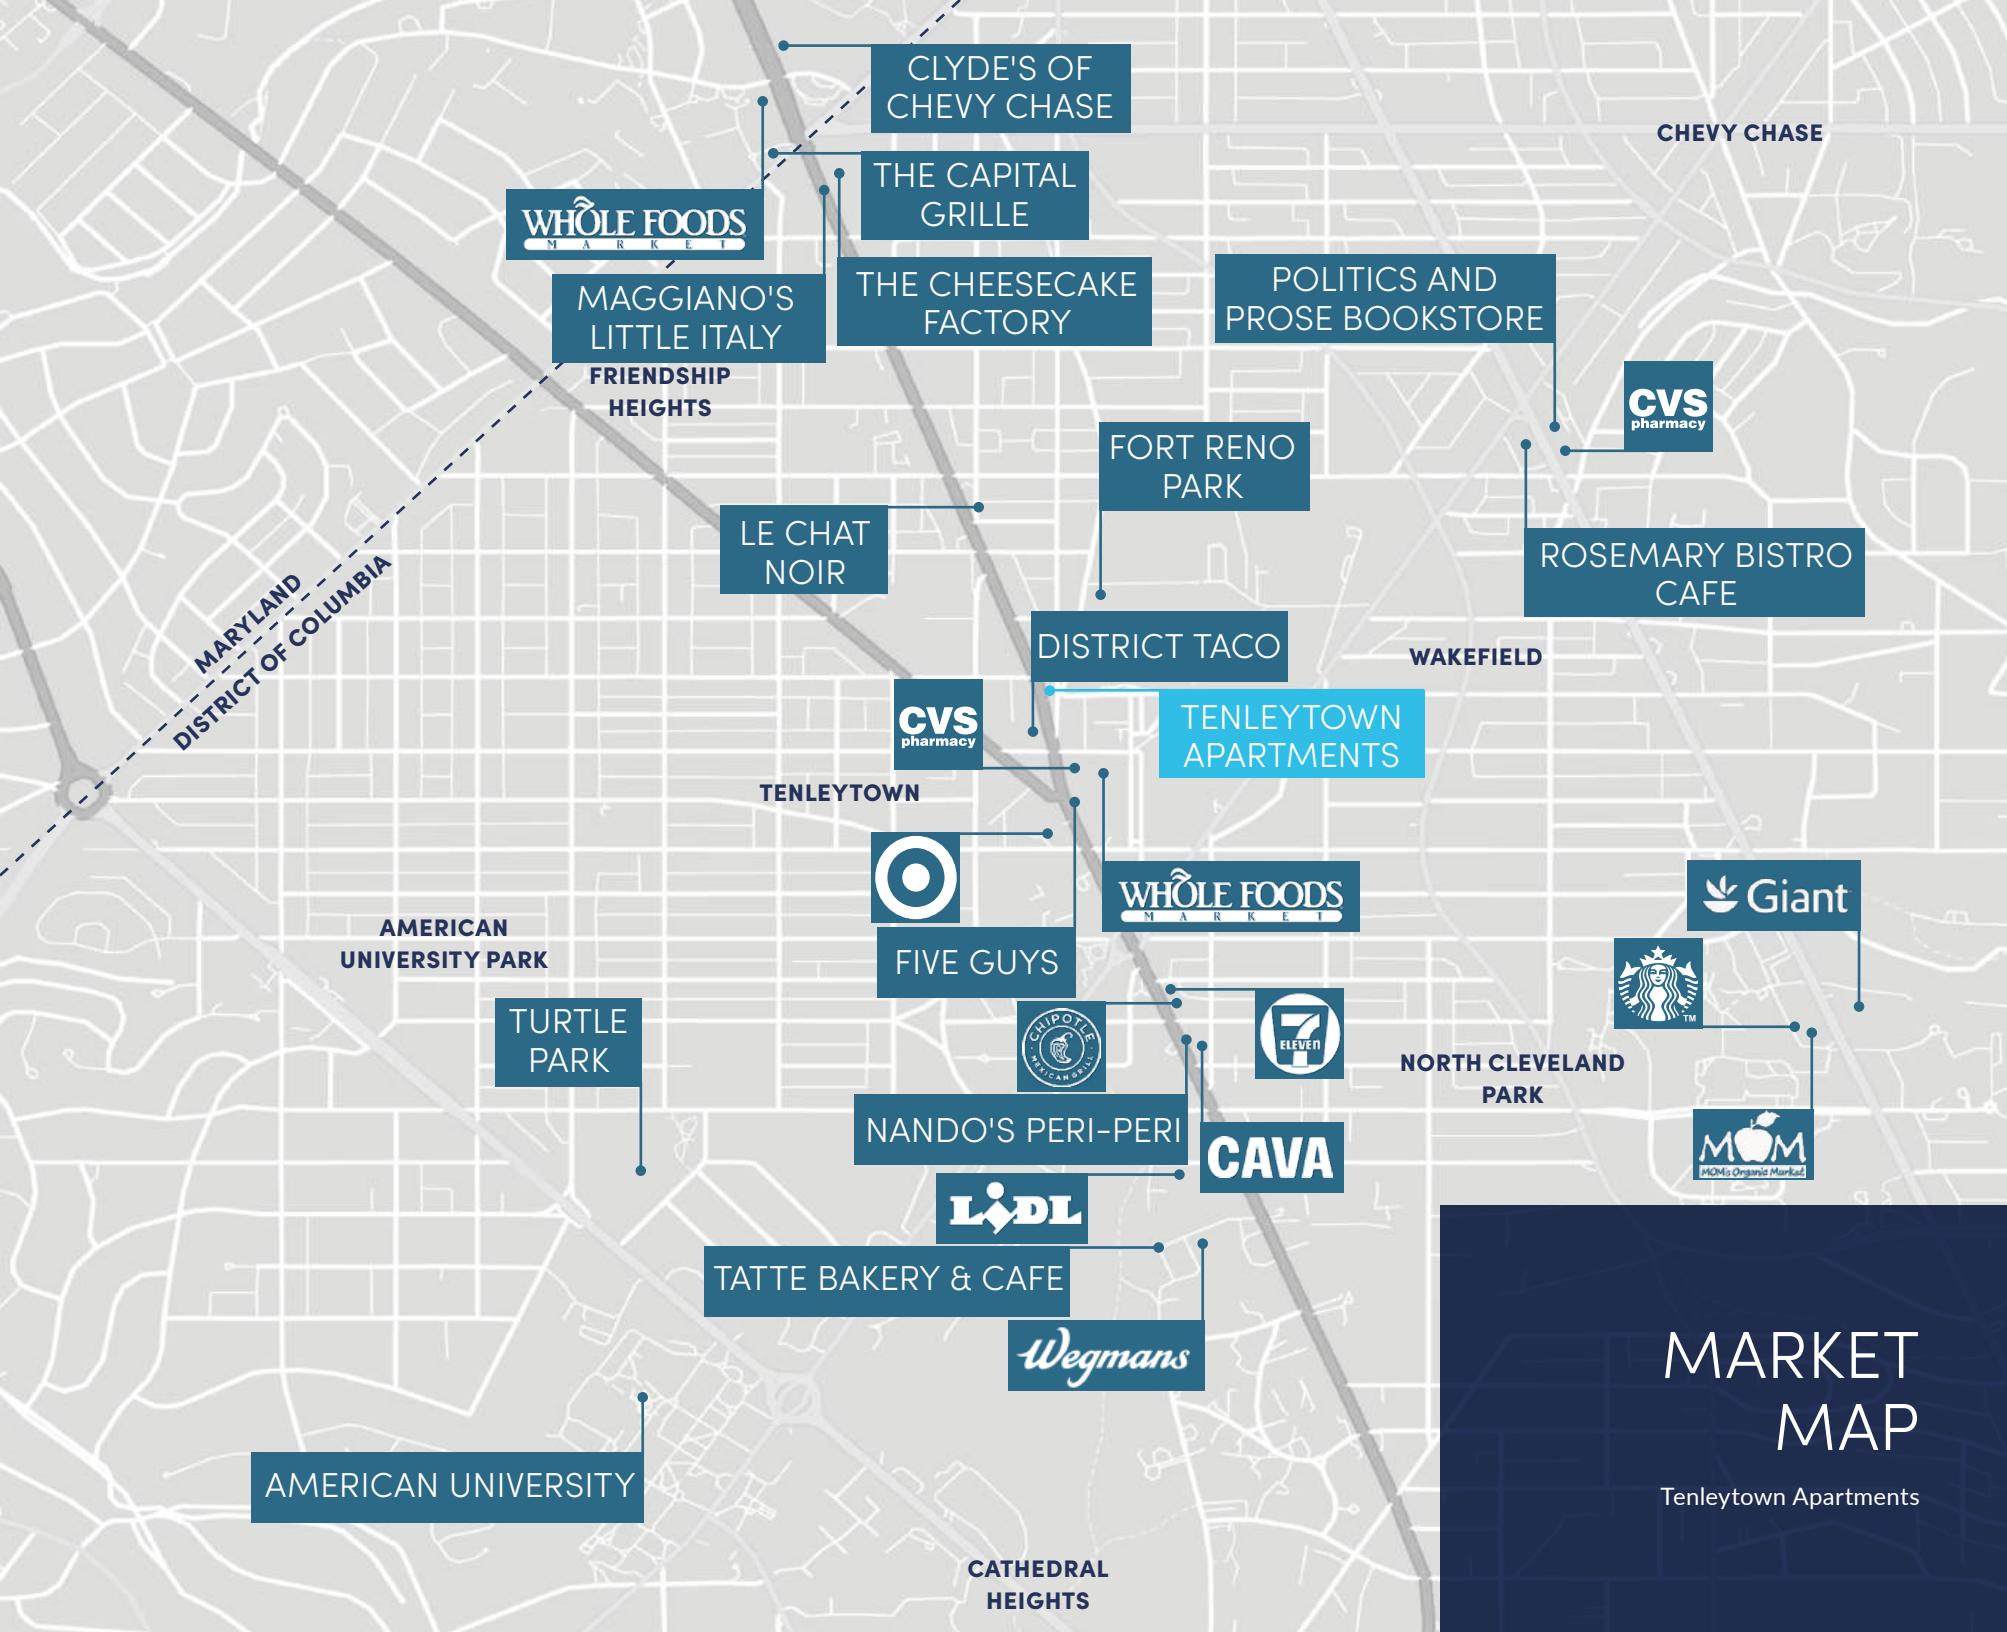 CLYDE'S OF
CHEVY CHASE
CHEVY CHASE
THE CAPITAL
GRILLE
WHOLE FOODS
MARKET
MAGGIANO'S
LITTLE ITALY
THE CHEESECAKE
FACTORY
POLITICS AND
PROSE BOOKSTORE
FRIENDSHIP
HEIGHTS
CVS
pharmacy
FORT RENO
PARK
LE CHAT
NOIR
ROSEMARY BISTRO
CAFE
MARYLAND
DISTRICT OF COLUMBIA
DISTRICT TACO
WAKEFIELD
CVS
pharmacy
TENLEYTOWN
APARTMENTS
TENLEYTOWN
WHOLE FOODS
MARKET
Giant
AMERICAN
UNIVERSITY PARK
FIVE GUYS
TM
TURTLE
PARK
CHIPOTLE
MEXICAN GRILL
7
ELEVEn
NORTH CLEVELAND
PARK
NANDO'S PERI-PERI
CAVA
MOM
MOM's Organic Market
LiDL
TATTE BAKERY & CAFE
Wegmans
MARKET
MAP
Tenleytown Apartments
AMERICAN UNIVERSITY
CATHEDRAL
HEIGHTS